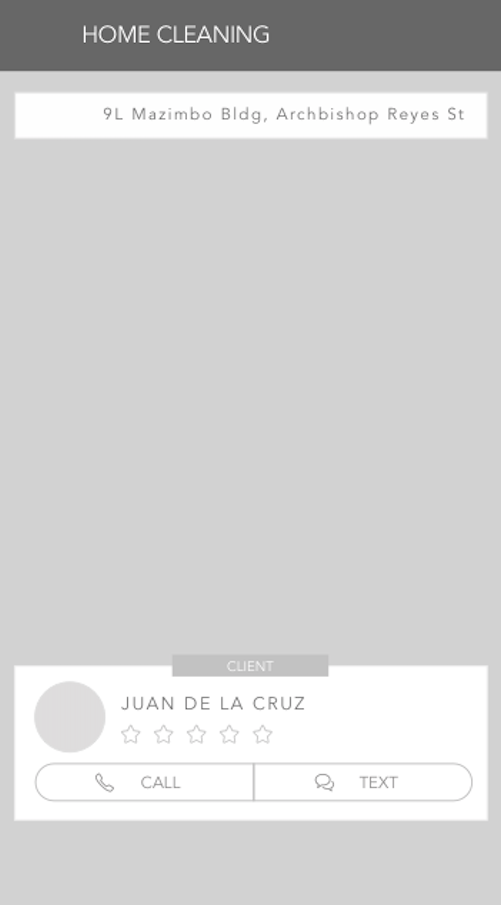 HOME CLEANING
9L Mazimbo Bldg, Archbishop Reyes St
CLIENT
JUAN DE LA CRUZ
CALL
TEXT